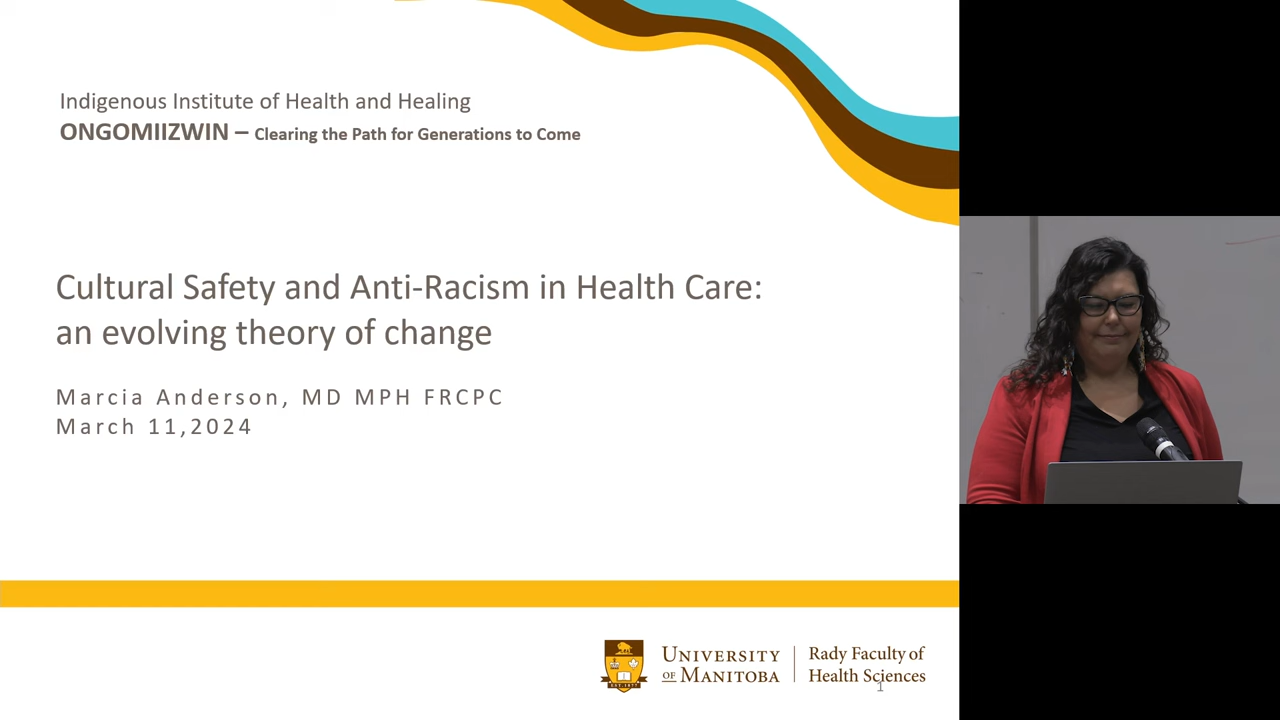 Indigenous Institute of Health and Healing
ONGOMIIZWIN – Clearing the Path for Generations to Come
Cultural Safety and Anti-Racism in Health Care:
an evolving theory of change
Marcia Anderson, MD MPH FRCPC
March 11,2024
UNIVERSITY
OF MANITOBA
Rady Faculty of
Health Sciences